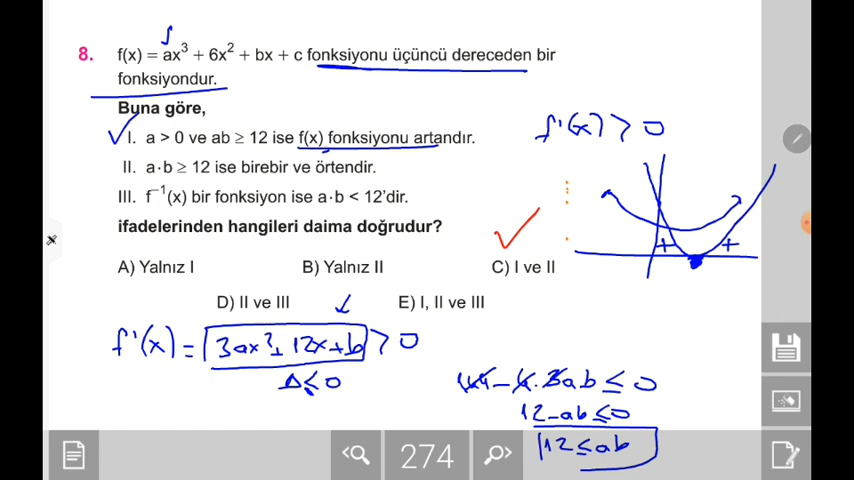 8. f(x) = ax³ + 6x² + bx + c fonksiyonu üçüncü dereceden bir
fonksiyondur.
Buna göre,
I. a > 0 ve ab ≥ 12 ise f(x) fonksiyonu artandır.
II. a·b ≥ 12 ise birebir ve örtendir.
III. f⁻¹(x) bir fonksiyon ise a·b < 12'dir.
ifadelerinden hangileri daima doğrudur?
A) Yalnız I B) Yalnız II C) I ve II
D) II ve III E) I, II ve III
f'(x) > 0
+ +
f'(x) = 3ax² + 12x + b > 0
Δ ≤ 0
144 - 4.3ab ≤ 0
12 - ab ≤ 0
12 ≤ ab
274